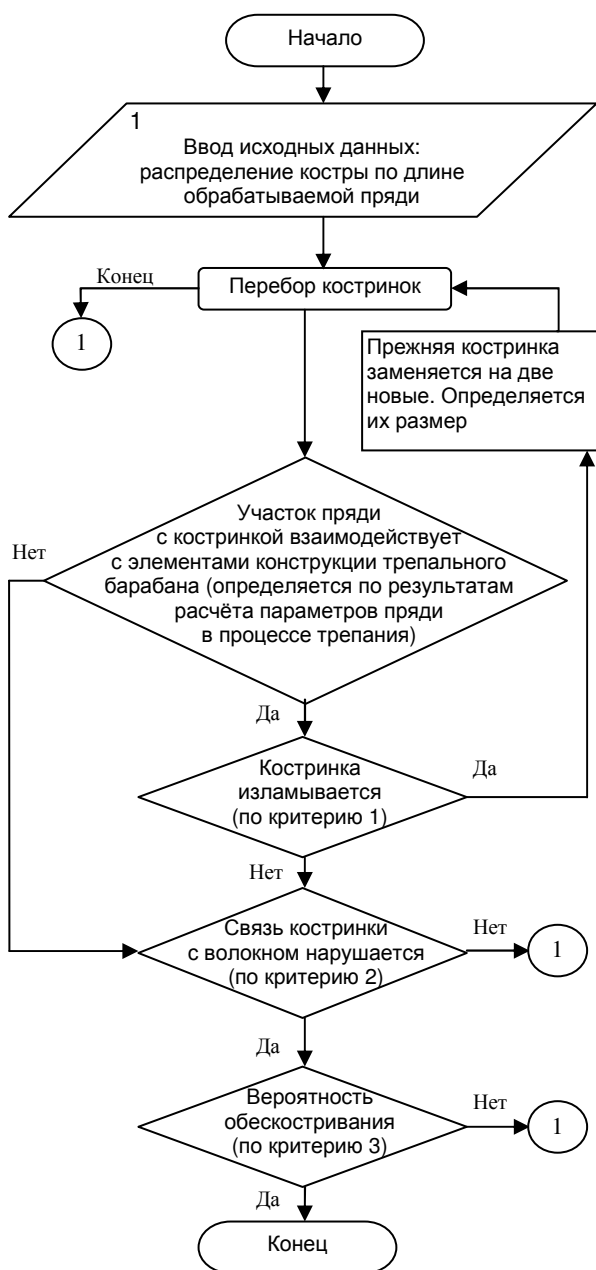 Начало
1
Ввод исходных данных:
распределение костры по длине
обрабатываемой пряди
Конец
Перебор костринок
1
Прежняя костринка
заменяется на две
новые. Определяется
их размер
Участок пряди
с костринкой взаимодействует
с элементами конструкции трепального
барабана (определяется по результатам
расчёта параметров пряди
в процессе трепания)
Нет
Да
Костринка
изламывается
(по критерию 1)
Да
Нет
Связь костринки
с волокном нарушается
(по критерию 2)
Нет
1
Да
Вероятность
обескостривания
(по критерию 3)
Нет
1
Да
Конец